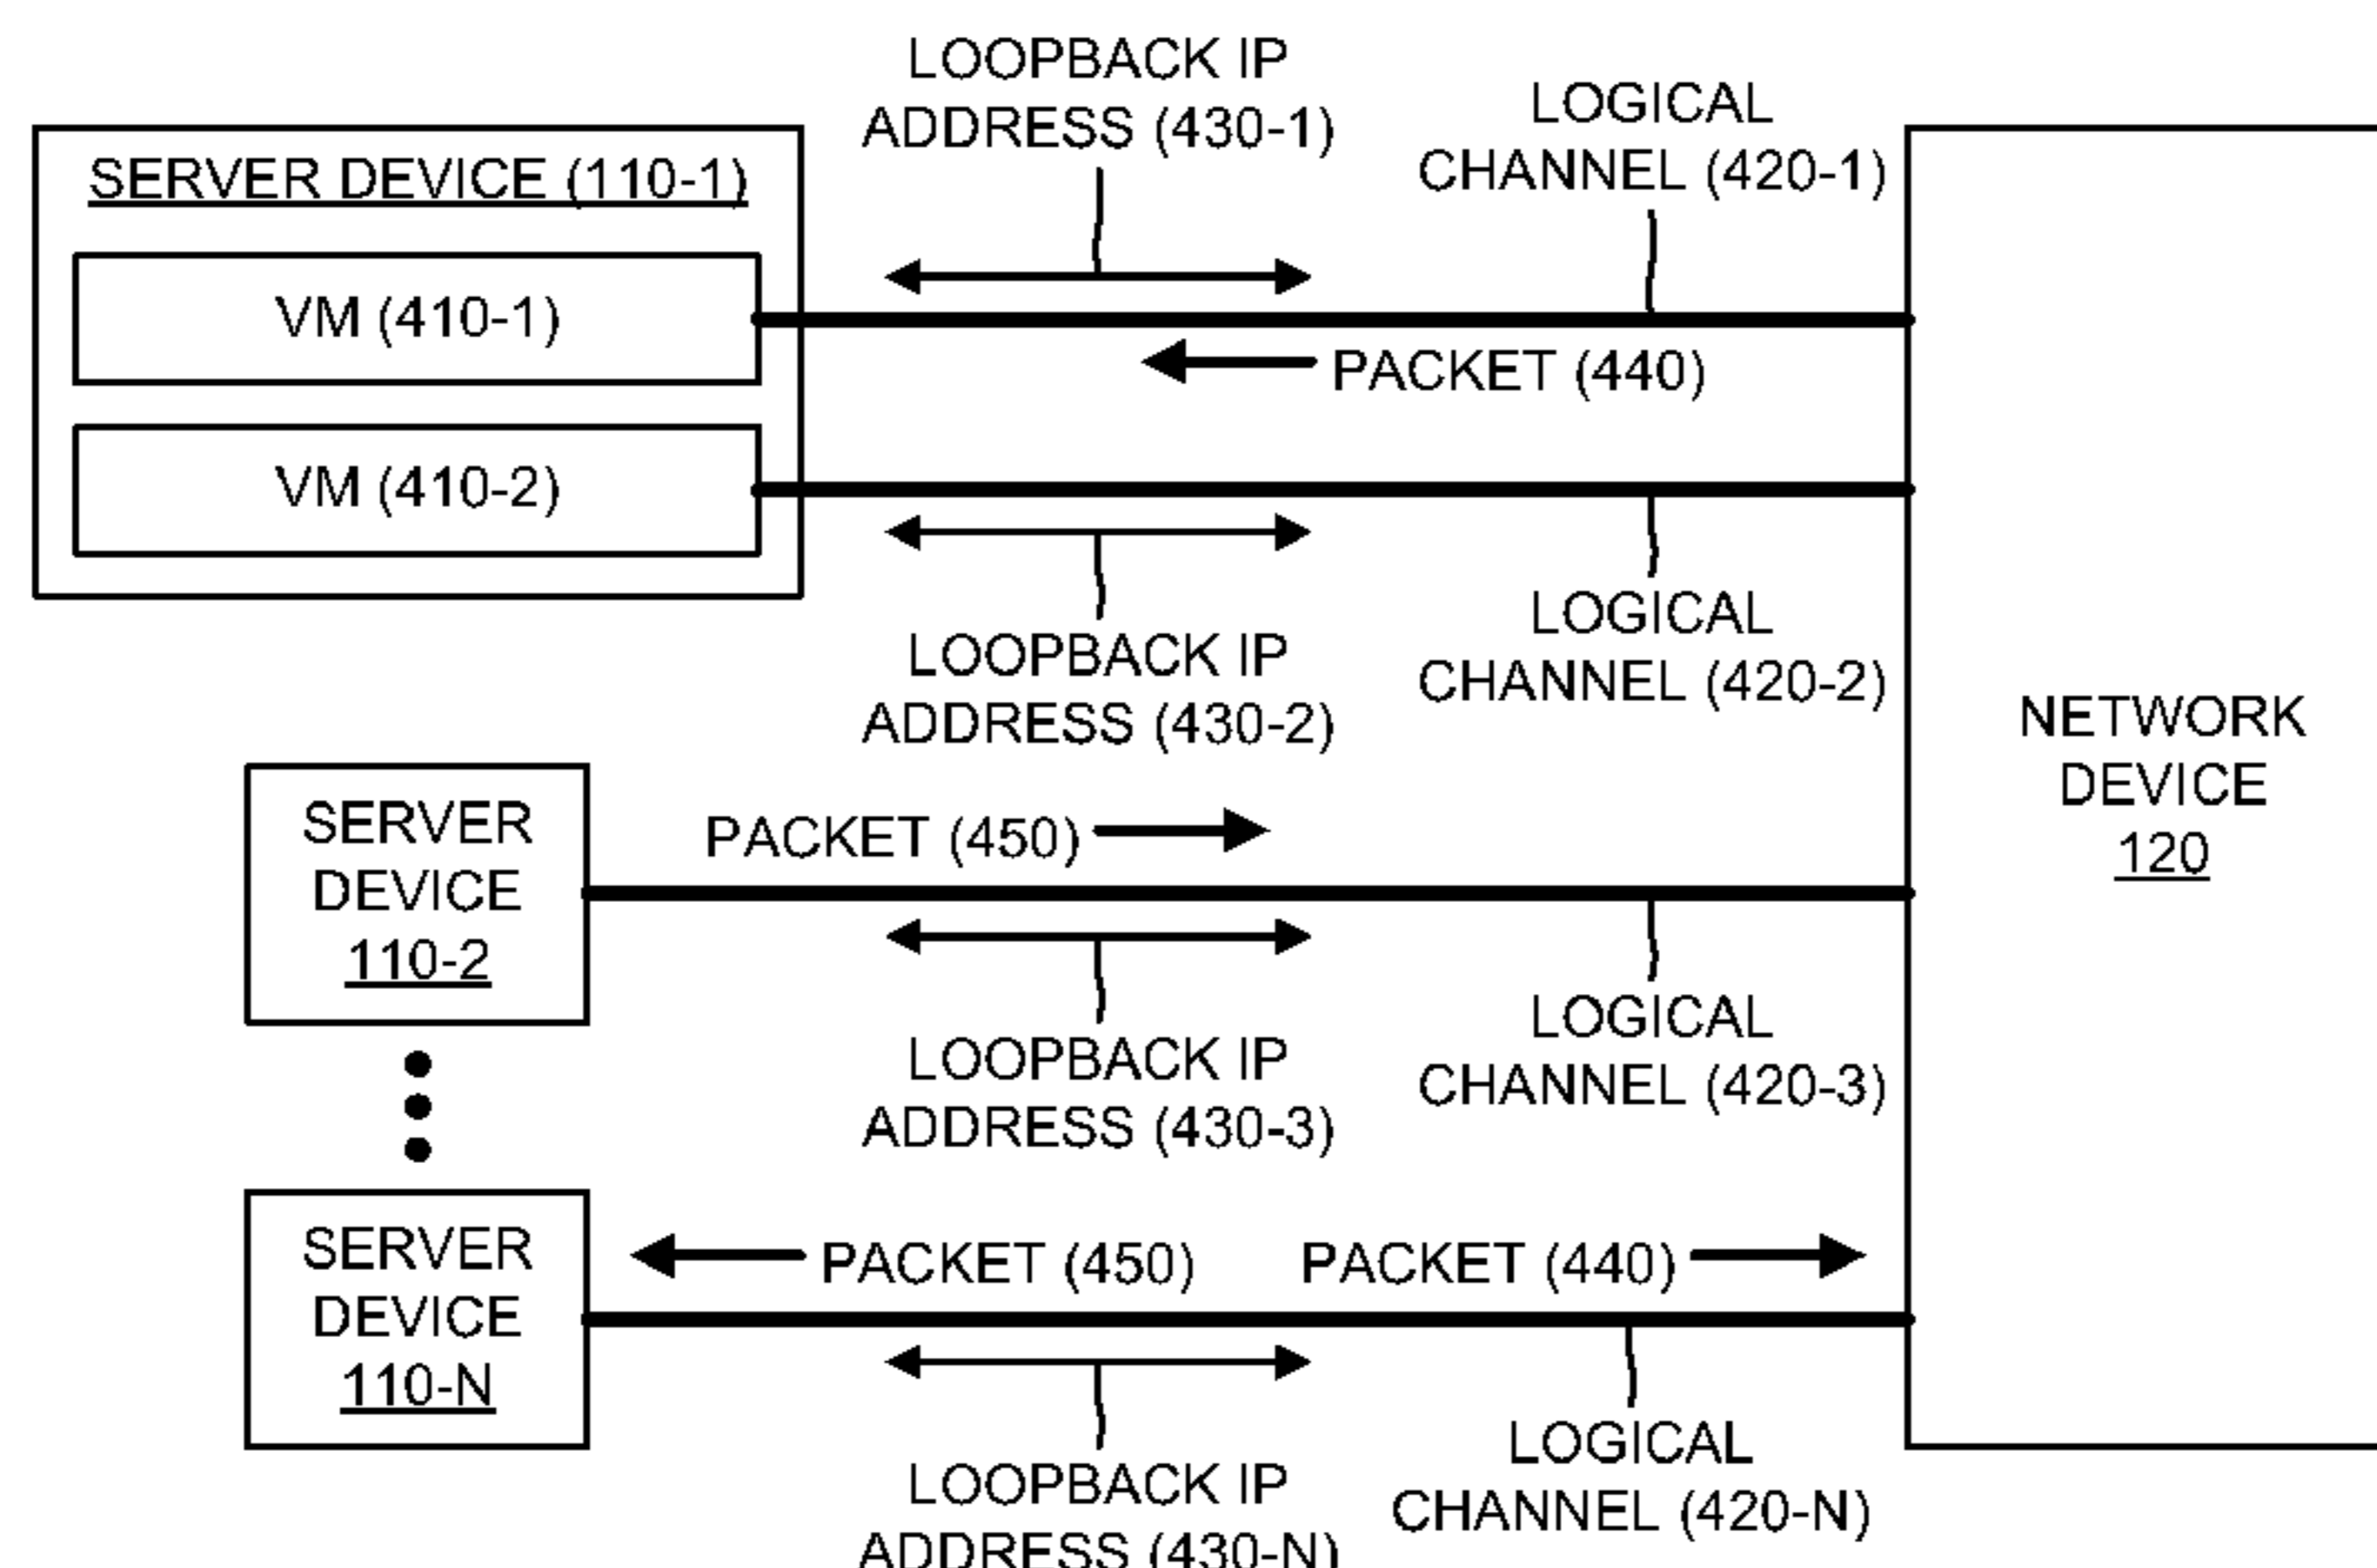 LOOPBACK IP
ADDRESS (430-1)
LOGICAL
CHANNEL (420-1)
SERVER DEVICE (110-1)
VM (410-1)
PACKET (440)
VM (410-2)
LOOPBACK IP
ADDRESS (430-2)
LOGICAL
CHANNEL (420-2)
NETWORK
DEVICE
120
SERVER
DEVICE
110-2
PACKET (450)
LOOPBACK IP
ADDRESS (430-3)
LOGICAL
CHANNEL (420-3)
SERVER
DEVICE
110-N
PACKET (450)
PACKET (440)
LOOPBACK IP
ADDRESS (430-N)
LOGICAL
CHANNEL (420-N)